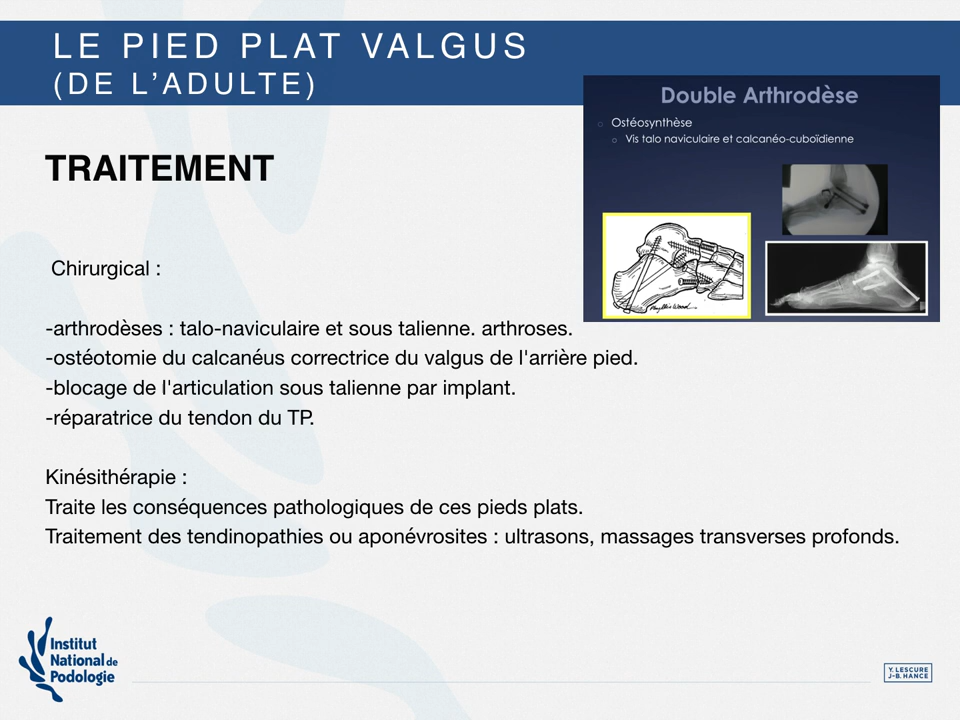 LE PIED PLAT VALGUS
(DE L’ADULTE)
Double Arthrodèse
Ostéosynthèse
Vis talo naviculaire et calcanéo-cuboïdienne
TRAITEMENT
Chirurgical :
-arthrodèses : talo-naviculaire et sous talienne. arthroses.
-ostéotomie du calcanéus correctrice du valgus de l'arrière pied.
-blocage de l'articulation sous talienne par implant.
-réparatrice du tendon du TP.
Kinésithérapie :
Traite les conséquences pathologiques de ces pieds plats.
Traitement des tendinopathies ou aponévrosites : ultrasons, massages transverses profonds.
Phyllis Wood
Institut
National de
Podologie
Y. LESCURE
J-B. HANCE